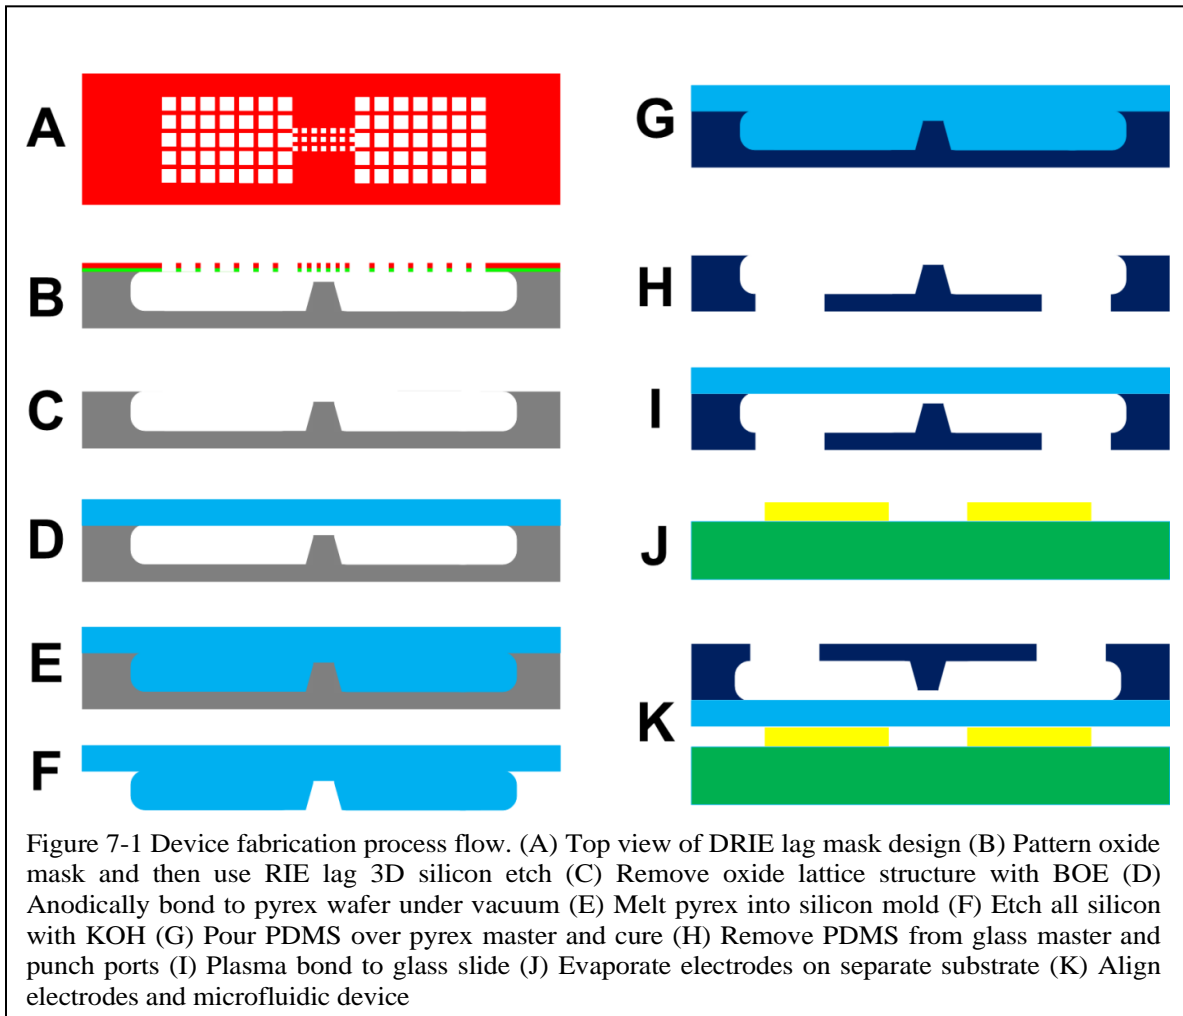 A
B
C
D
E
F
G
H
I
J
K
Figure 7-1 Device fabrication process flow. (A) Top view of DRIE lag mask design (B) Pattern oxide
mask and then use RIE lag 3D silicon etch (C) Remove oxide lattice structure with BOE (D)
Anodically bond to pyrex wafer under vacuum (E) Melt pyrex into silicon mold (F) Etch all silicon
with KOH (G) Pour PDMS over pyrex master and cure (H) Remove PDMS from glass master and
punch ports (I) Plasma bond to glass slide (J) Evaporate electrodes on separate substrate (K) Align
electrodes and microfluidic device